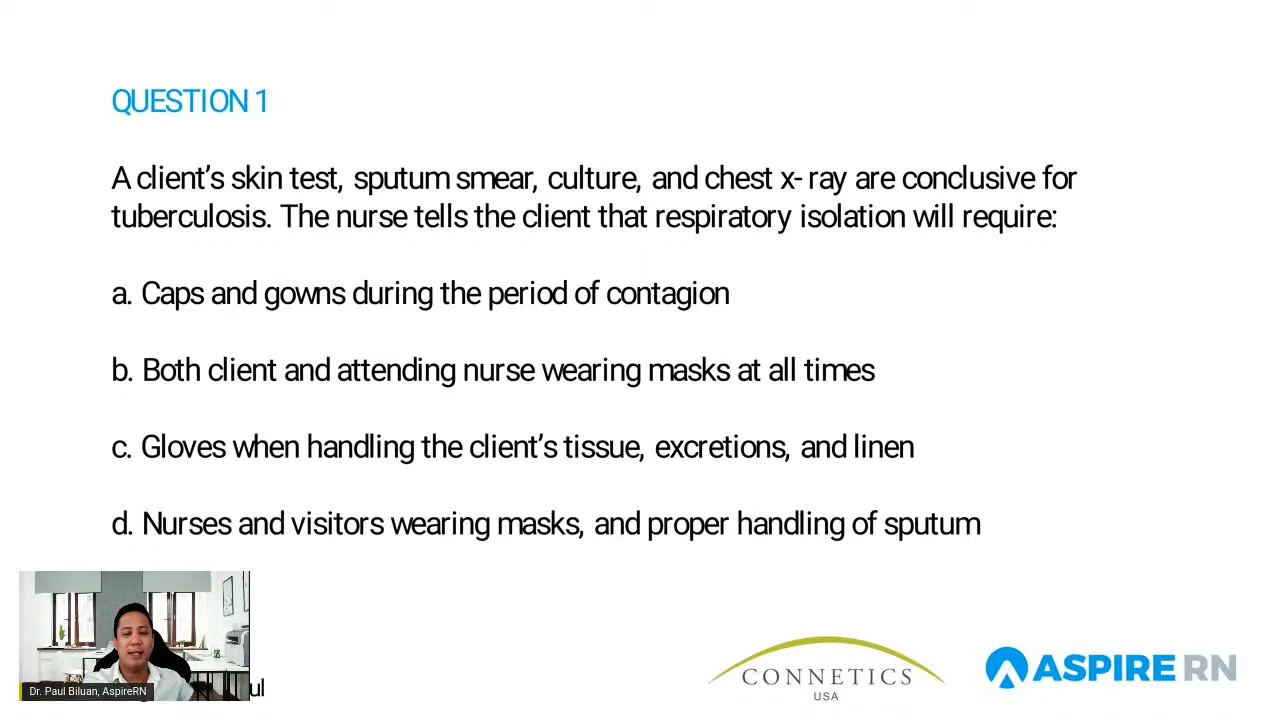 QUESTION 1
A client's skin test, sputum smear, culture, and chest x- ray are conclusive for
tuberculosis. The nurse tells the client that respiratory isolation will require:
a. Caps and gowns during the period of contagion
b. Both client and attending nurse wearing masks at all times
c. Gloves when handling the client's tissue, excretions, and linen
d. Nurses and visitors wearing masks, and proper handling of sputum
Dr. Paul Biluan, AspireRN
ul
CONNETICS
USA
ASPIRE RN